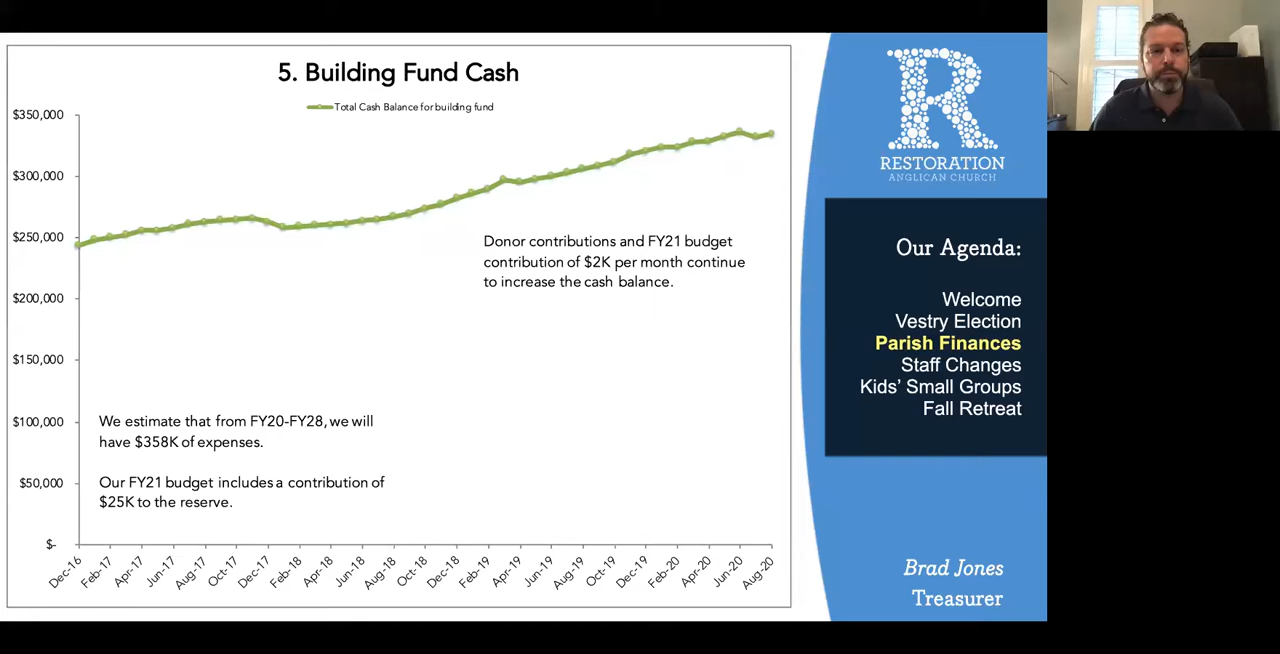 5. Building Fund Cash
Total Cash Balance for building fund
$350,000
$300,000
$250,000
$200,000
$150,000
$100,000
$50,000
$-
Donor contributions and FY21 budget
contribution of $2K per month continue
to increase the cash balance.
We estimate that from FY20-FY28, we will
have $358K of expenses.
Our FY21 budget includes a contribution of
$25K to the reserve.
Dec-16
Feb-17
Apr-17
Jun-17
Aug-17
Oct-17
Dec-17
Feb-18
Apr-18
Jun-18
Aug-18
Oct-18
Dec-18
Feb-19
Apr-19
Jun-19
Aug-19
Oct-19
Dec-19
Feb-20
Apr-20
Jun-20
Aug-20
R
RESTORATION
ANGLICAN CHURCH
Our Agenda:
Welcome
Vestry Election
Parish Finances
Staff Changes
Kids’ Small Groups
Fall Retreat
Brad Jones
Treasurer